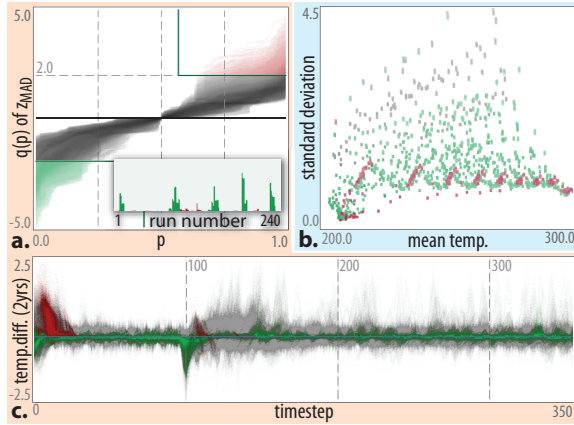 5.0
2.0
q(p) of zMAD
-5.0
1 run number 240
a. 0.0 p 1.0
4.5
standard deviation
0.0
b. 200.0 mean temp. 300.0
2.5
temp.diff. (2yrs)
-2.5
100 200 300
c. 0 timestep 350